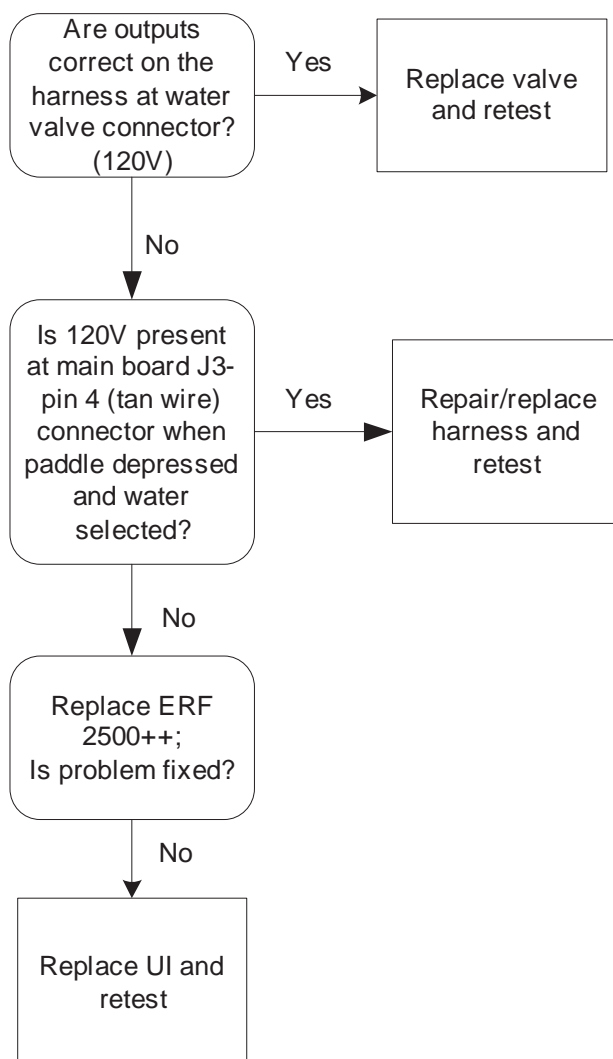 Are outputs
correct on the
harness at water
valve connector?
(120V)
Yes
Replace valve
and retest
No
Is 120V present
at main board J3-
pin 4 (tan wire)
connector when
paddle depressed
and water
selected?
Yes
Repair/replace
harness and
retest
No
Replace ERF
2500++;
Is problem fixed?
No
Replace UI and
retest